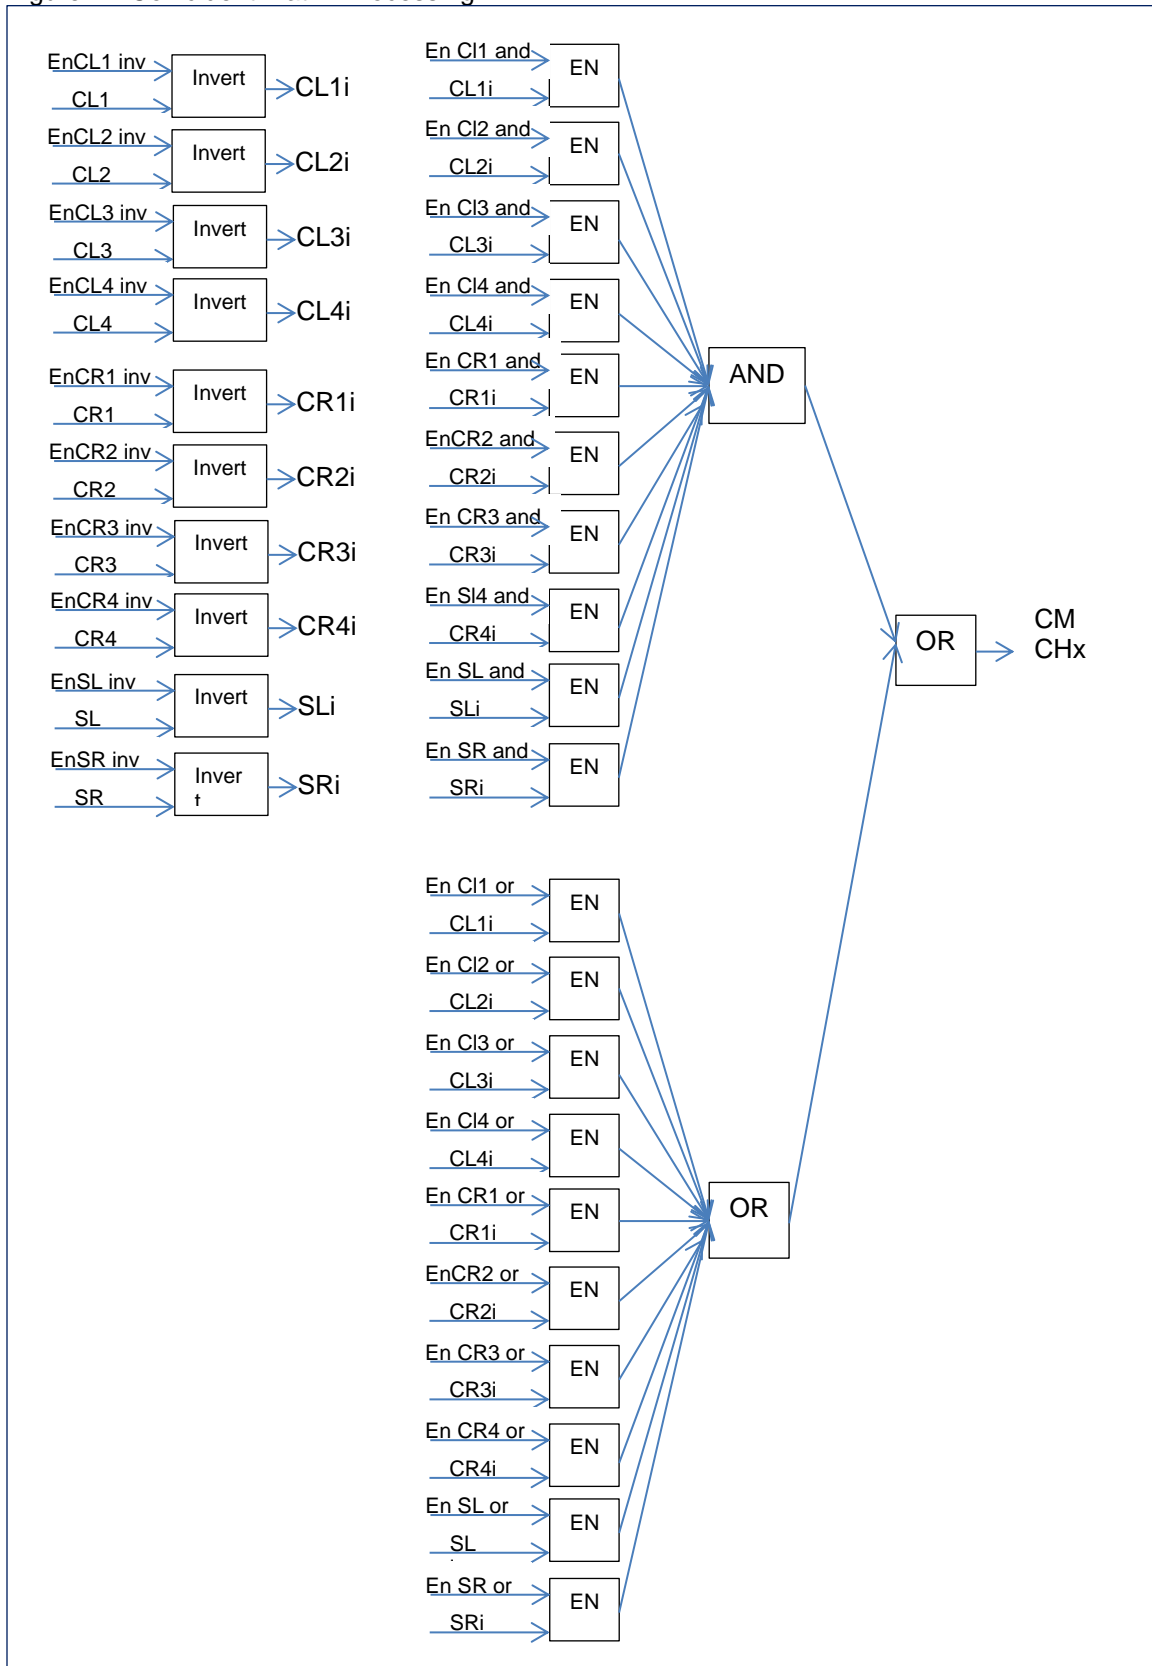 EnCL1 inv
CL1
Invert
CL1i
EnCL2 inv
CL2
Invert
CL2i
EnCL3 inv
CL3
Invert
CL3i
EnCL4 inv
CL4
Invert
CL4i
EnCR1 inv
CR1
Invert
CR1i
EnCR2 inv
CR2
Invert
CR2i
EnCR3 inv
CR3
Invert
CR3i
EnCR4 inv
CR4
Invert
CR4i
EnSL inv
SL
Invert
SLi
EnSR inv
SR
Inver
t
SRi
En Cl1 and
CL1i
EN
En Cl2 and
CL2i
EN
En Cl3 and
CL3i
EN
En Cl4 and
CL4i
EN
En CR1 and
CR1i
EN
EnCR2 and
CR2i
EN
En CR3 and
CR3i
EN
En Sl4 and
CR4i
EN
En SL and
SLi
EN
En SR and
SRi
EN
AND
En Cl1 or
CL1i
EN
En Cl2 or
CL2i
EN
En Cl3 or
CL3i
EN
En Cl4 or
CL4i
EN
En CR1 or
CR1i
EN
EnCR2 or
CR2i
EN
En CR3 or
CR3i
EN
En CR4 or
CR4i
EN
En SL or
SL
EN
En SR or
SRi
EN
OR
OR
CM
CHx